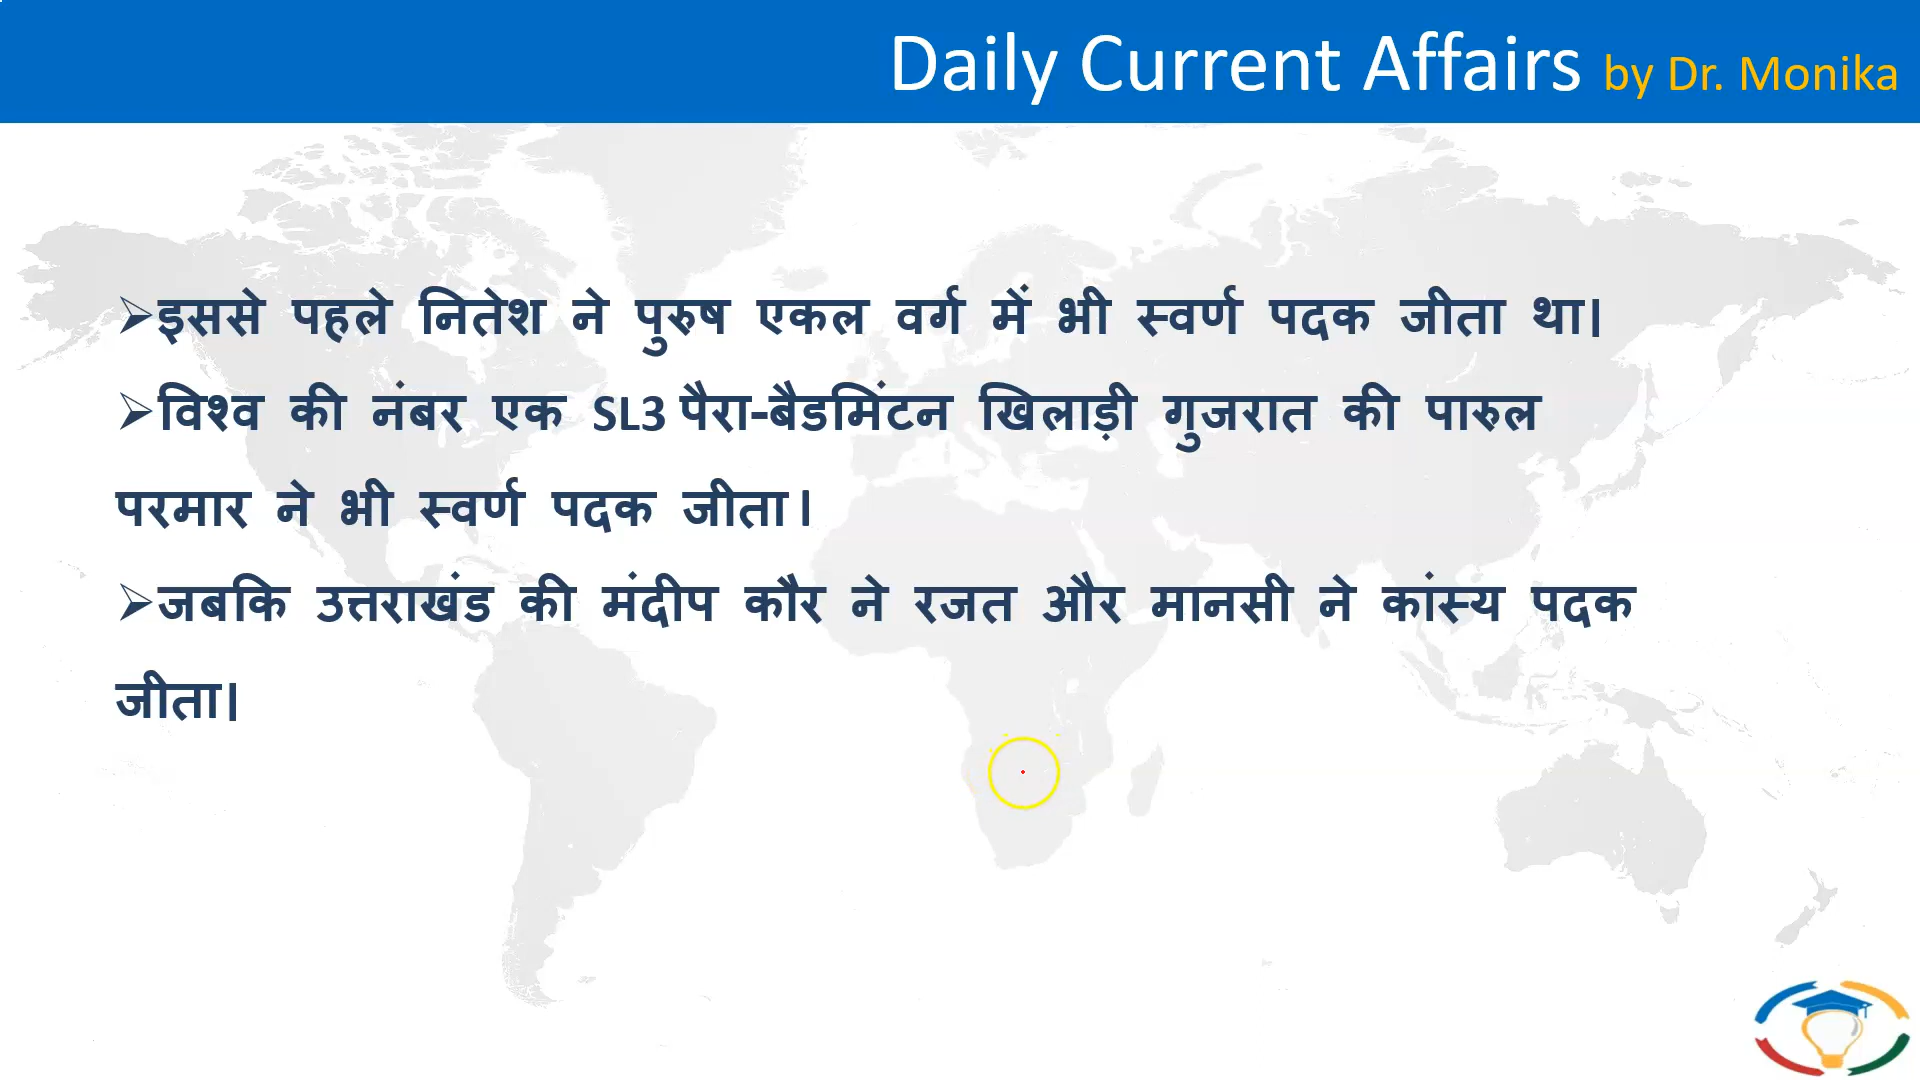 Daily Current Affairs by Dr. Monika
➢इससे पहले नितेश ने पुरुष एकल वर्ग में भी स्वर्ण पदक जीता था।
➢विश्व की नंबर एक SL3 पैरा-बैडमिंटन खिलाड़ी गुजरात की पारुल
परमार ने भी स्वर्ण पदक जीता।
➢जबकि उत्तराखंड की मंदीप कौर ने रजत और मानसी ने कांस्य पदक
जीता।